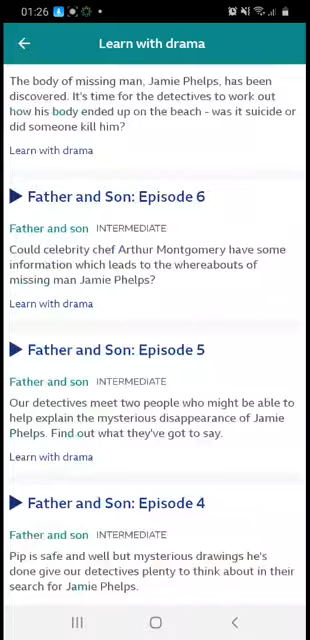 01:26
Learn with drama
The body of missing man, Jamie Phelps, has been
discovered. It's time for the detectives to work out
how his body ended up on the beach - was it suicide or
did someone kill him?
Learn with drama
Father and Son: Episode 6
Father and son INTERMEDIATE
Could celebrity chef Arthur Montgomery have some
information which leads to the whereabouts of
missing man Jamie Phelps?
Learn with drama
Father and Son: Episode 5
Father and son INTERMEDIATE
Our detectives meet two people who might be able to
help explain the mysterious disappearance of Jamie
Phelps. Find out what they've got to say.
Learn with drama
Father and Son: Episode 4
Father and son INTERMEDIATE
Pip is safe and well but mysterious drawings he's
done give our detectives plenty to think about in their
search for Jamie Phelps.